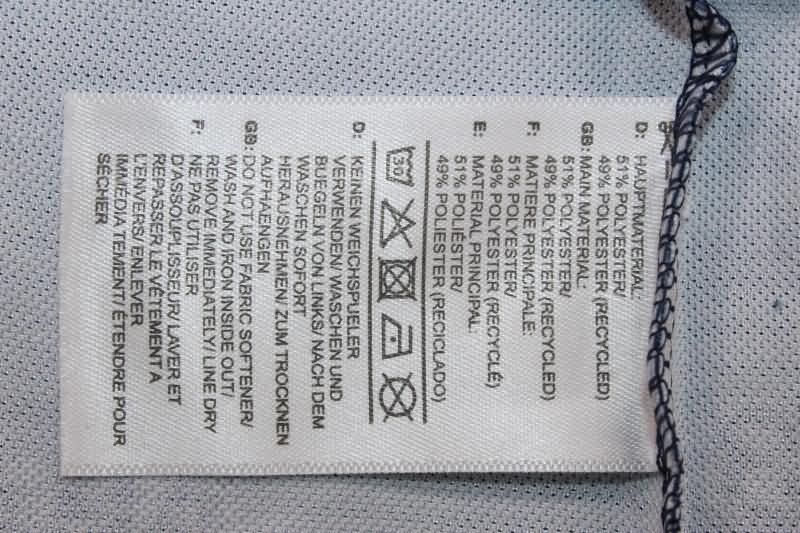 D: HAUPTMATERIAL:
51% POLYESTER/
49% POLYESTER (RECYCLED)
GB: MAIN MATERIAL:
51% POLYESTER/
49% POLYESTER (RECYCLED)
F: MATIERE PRINCIPALE:
51% POLYESTER/
49% POLYESTER (RECYCLÉ)
E: MATERIAL PRINCIPAL:
51% POLIÉSTER/
49% POLIESTER (RECICLADO)
30
D: KEINEN WEICHSPUELER
VERWENDEN/ WASCHEN UND
BUEGELN VON LINKS/ NACH DEM
WASCHEN SOFORT
HERAUSNEHMEN/ ZUM TROCKNEN
AUFHAENGEN
GB: DO NOT USE FABRIC SOFTENER/
WASH AND IRON INSIDE OUT/
REMOVE IMMEDIATELY/ LINE DRY
F: NE PAS UTILISER
D'ASSOUPLISSEUR/ LAVER ET
REPASSER LE VÊTEMENT A
L'ENVERS/ ENLEVER
IMMÉDIATEMENT/ ÉTENDRE POUR
SÉCHER